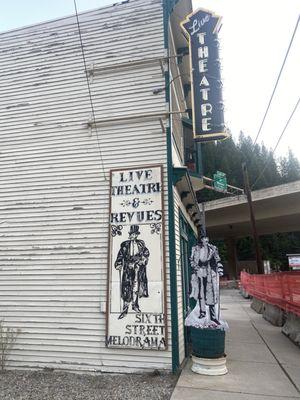 Live
THEATRE
LIVE
THEATRE
&
REVUES
SIXTH
STREET
MELODRAMA